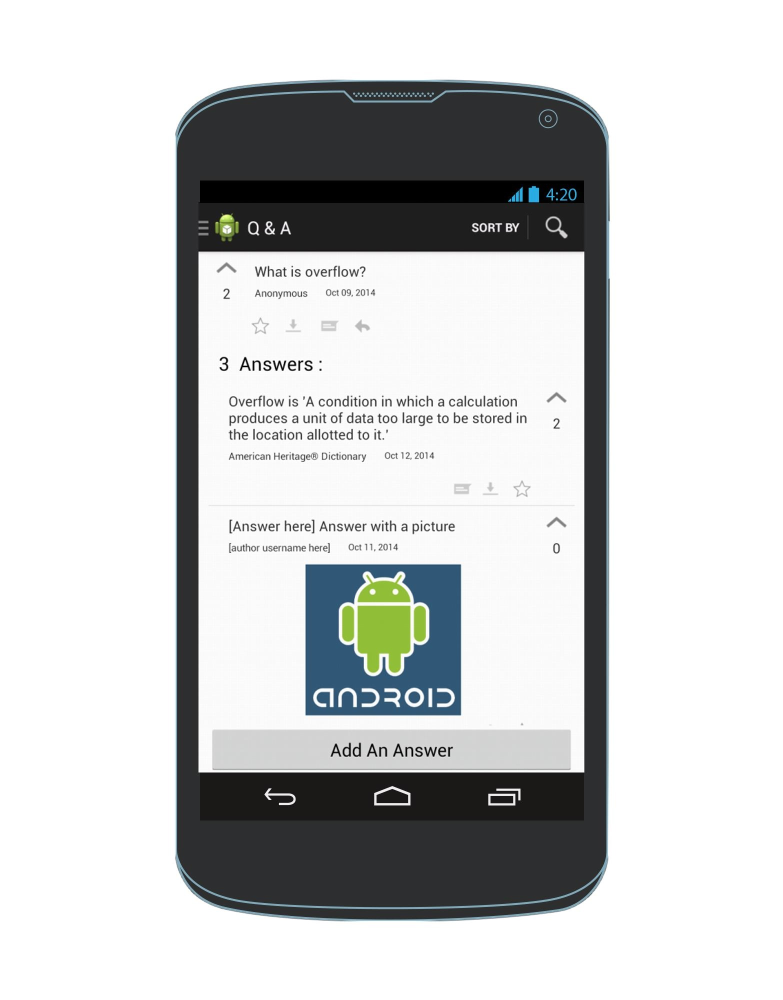 4:20
Q & A
SORT BY
What is overflow?
2
Anonymous
Oct 09, 2014
3 Answers :
Overflow is 'A condition in which a calculation
produces a unit of data too large to be stored in
the location allotted to it.'
2
American Heritage® Dictionary
Oct 12, 2014
[Answer here] Answer with a picture
[author username here]
Oct 11, 2014
0
ANDROID
Add An Answer